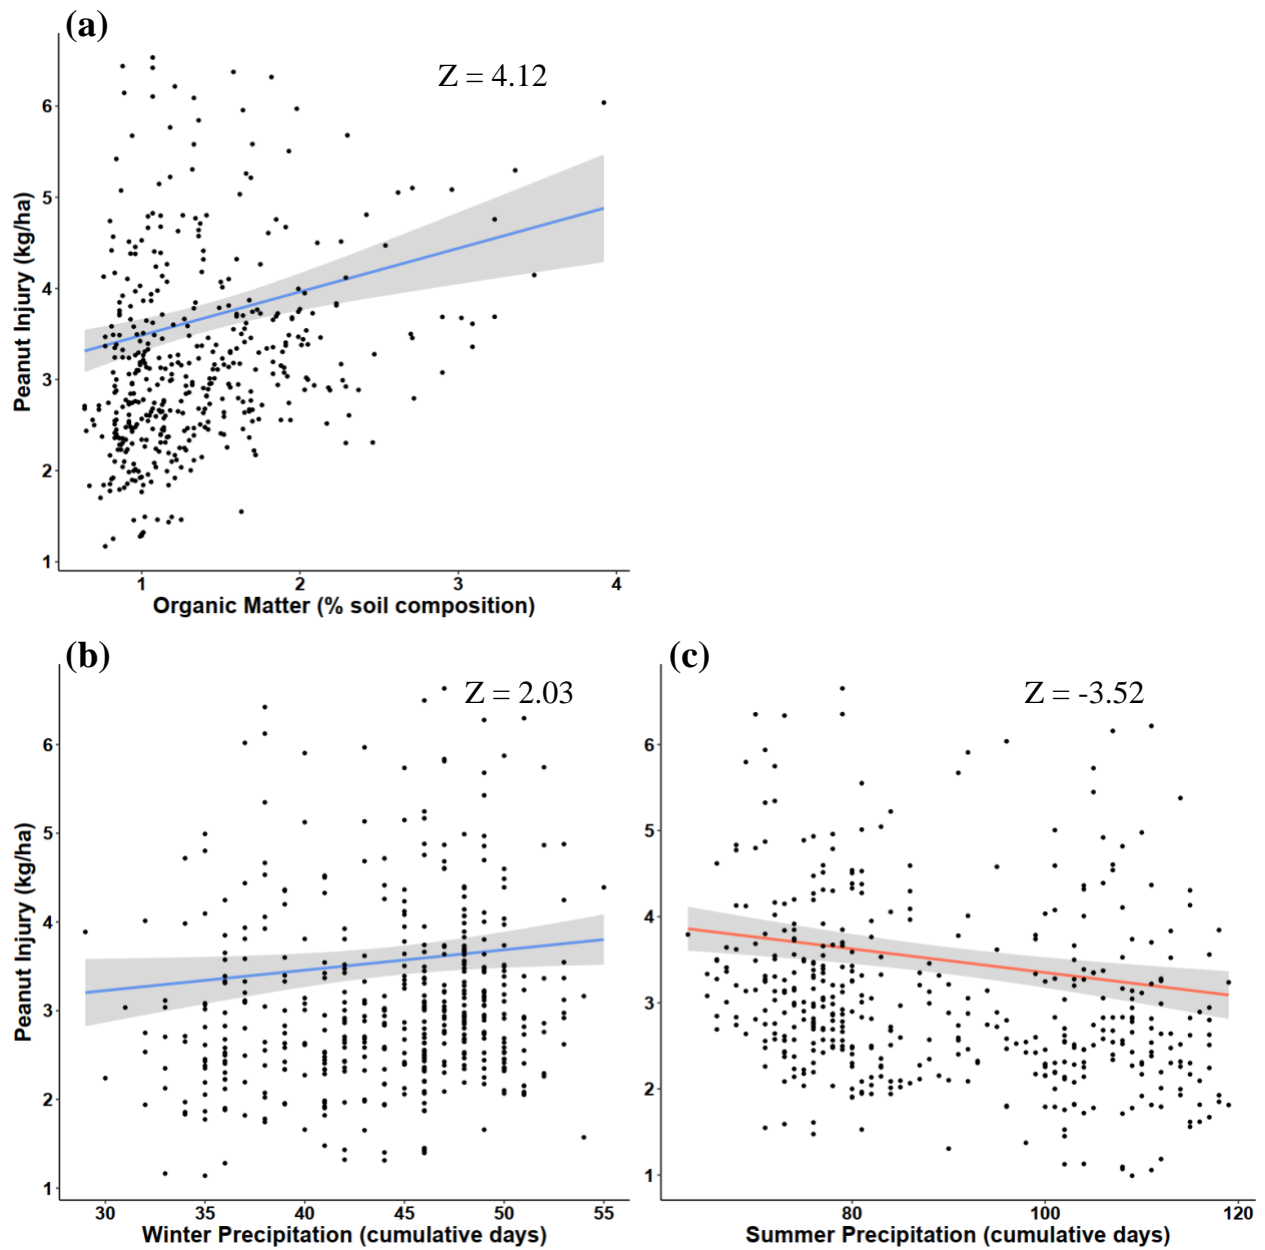 (a)
Z = 4.12
Peanut Injury (kg/ha)
6
5
4
3
2
1
1 2 3 4
Organic Matter (% soil composition)
(b)
Z = 2.03
Peanut Injury (kg/ha)
6
5
4
3
2
1
30 35 40 45 50 55
Winter Precipitation (cumulative days)
(c)
Z = -3.52
6
5
4
3
2
1
80 100 120
Summer Precipitation (cumulative days)